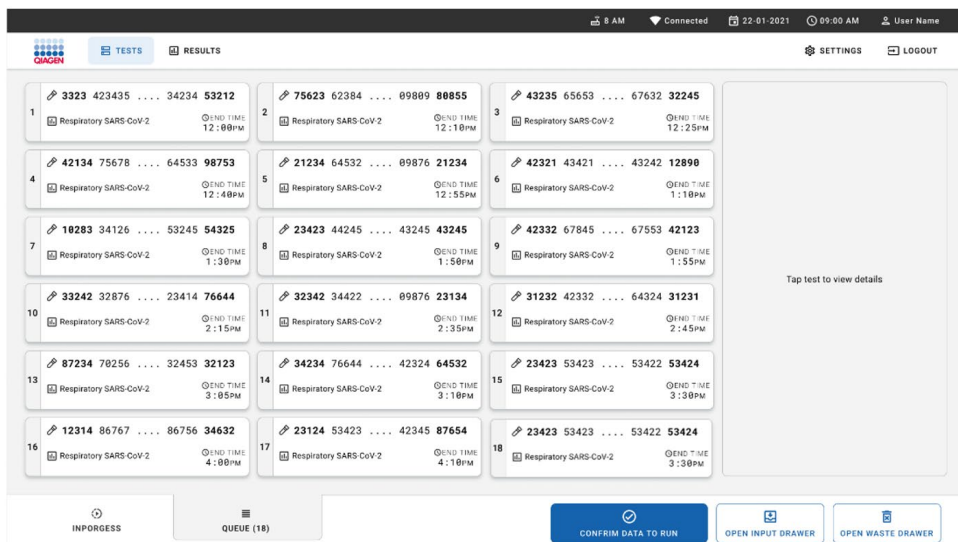 8 AM Connected 22-01-2021 09:00 AM User Name
QIAGEN TESTS RESULTS SETTINGS LOGOUT
1 3323 423435 .... 34234 53212
Respiratory SARS-CoV-2 END TIME 12:00PM
2 75623 62384 .... 09809 80855
Respiratory SARS-CoV-2 END TIME 12:10PM
3 43235 65653 .... 67632 32245
Respiratory SARS-CoV-2 END TIME 12:25PM
4 42134 75678 .... 64533 98753
Respiratory SARS-CoV-2 END TIME 12:40PM
5 21234 64532 .... 09876 21234
Respiratory SARS-CoV-2 END TIME 12:55PM
6 42321 43421 .... 43242 12890
Respiratory SARS-CoV-2 END TIME 1:10PM
7 10283 34126 .... 53245 54325
Respiratory SARS-CoV-2 END TIME 1:30PM
8 23423 44245 .... 43245 43245
Respiratory SARS-CoV-2 END TIME 1:50PM
9 42332 67845 .... 67553 42123
Respiratory SARS-CoV-2 END TIME 1:55PM
10 33242 32876 .... 23414 76644
Respiratory SARS-CoV-2 END TIME 2:15PM
11 32342 34422 .... 09876 23134
Respiratory SARS-CoV-2 END TIME 2:35PM
12 31232 42332 .... 64324 31231
Respiratory SARS-CoV-2 END TIME 2:45PM
13 87234 70256 .... 32453 32123
Respiratory SARS-CoV-2 END TIME 3:05PM
14 34234 76644 .... 42324 64532
Respiratory SARS-CoV-2 END TIME 3:10PM
15 23423 53423 .... 53422 53424
Respiratory SARS-CoV-2 END TIME 3:30PM
16 12314 86767 .... 86756 34632
Respiratory SARS-CoV-2 END TIME 4:00PM
17 23124 53423 .... 42345 87654
Respiratory SARS-CoV-2 END TIME 4:10PM
18 23423 53423 .... 53422 53424
Respiratory SARS-CoV-2 END TIME 3:30PM
Tap test to view details
INPORGESS QUEUE (18) CONFRIM DATA TO RUN OPEN INPUT DRAWER OPEN WASTE DRAWER